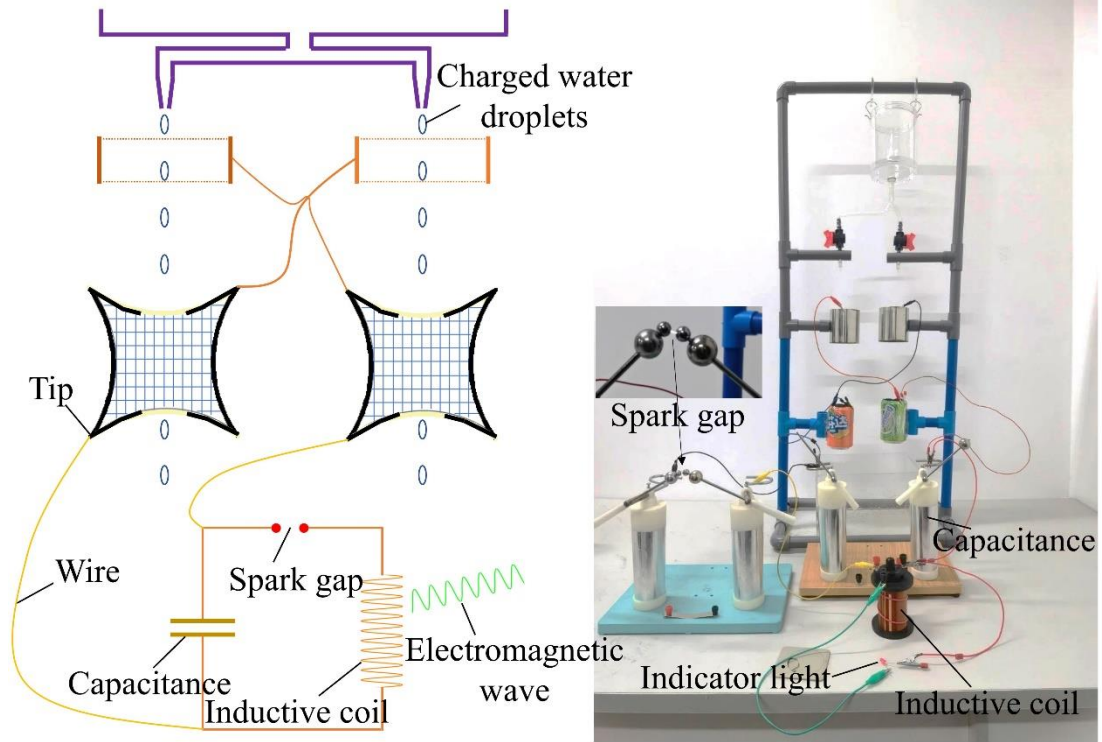 Charged water
droplets
Tip
Wire
Spark gap
Capacitance
Inductive coil
Electromagnetic
wave
Spark gap
Capacitance
Indicator light
Inductive coil